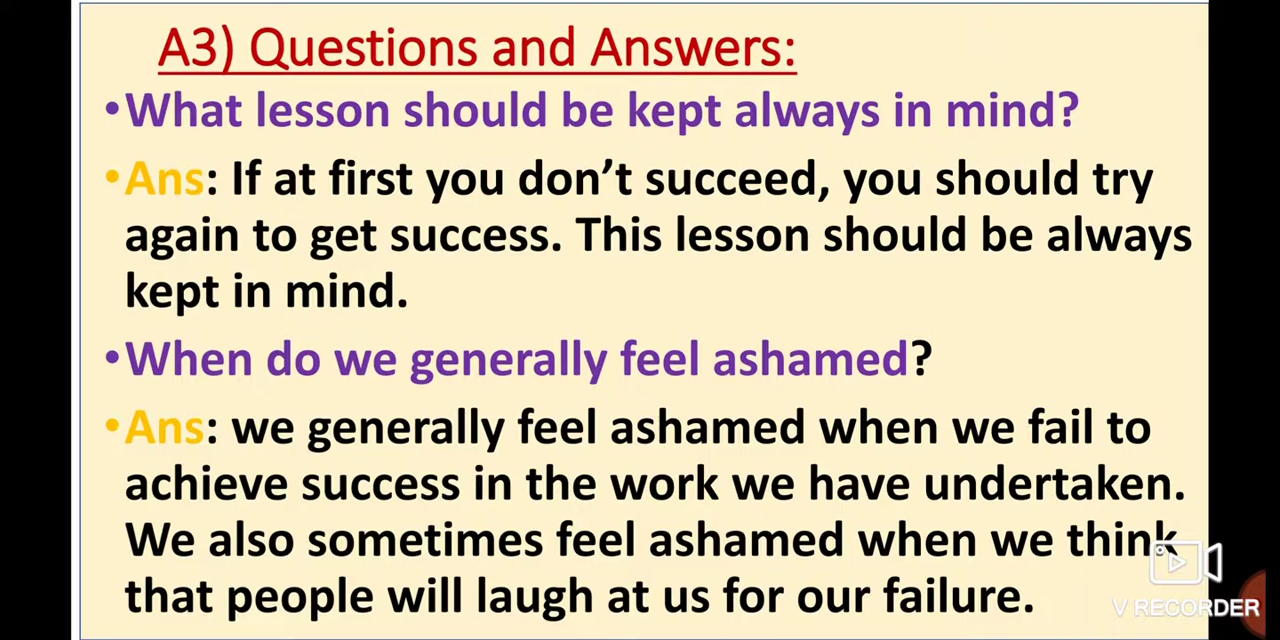 A3) Questions and Answers:
•What lesson should be kept always in mind?
•Ans: If at first you don’t succeed, you should try
again to get success. This lesson should be always
kept in mind.
•When do we generally feel ashamed?
•Ans: we generally feel ashamed when we fail to
achieve success in the work we have undertaken.
We also sometimes feel ashamed when we think
that people will laugh at us for our failure.
V RECORDER